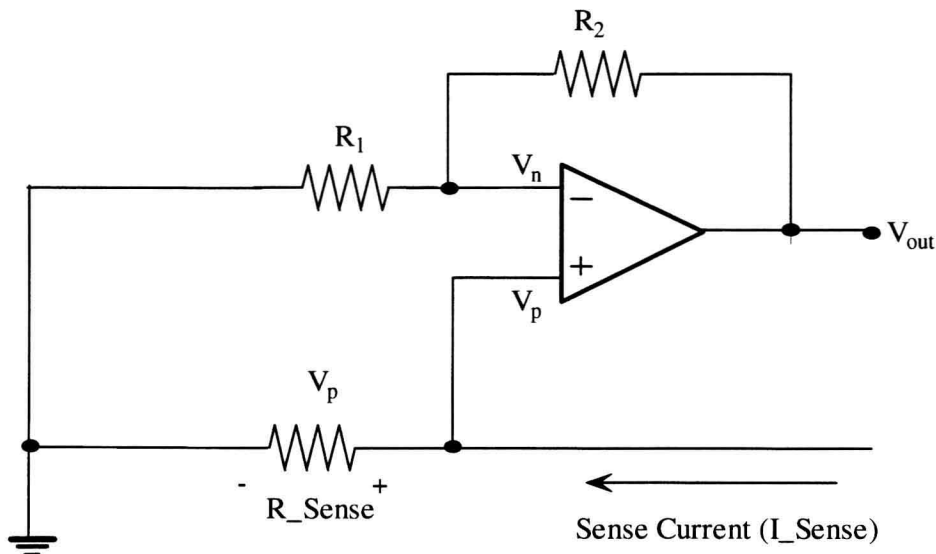 R₂
R₁
Vₙ
−
Vout
+
Vₚ
Vₚ
- +
R_Sense
Sense Current (I_Sense)